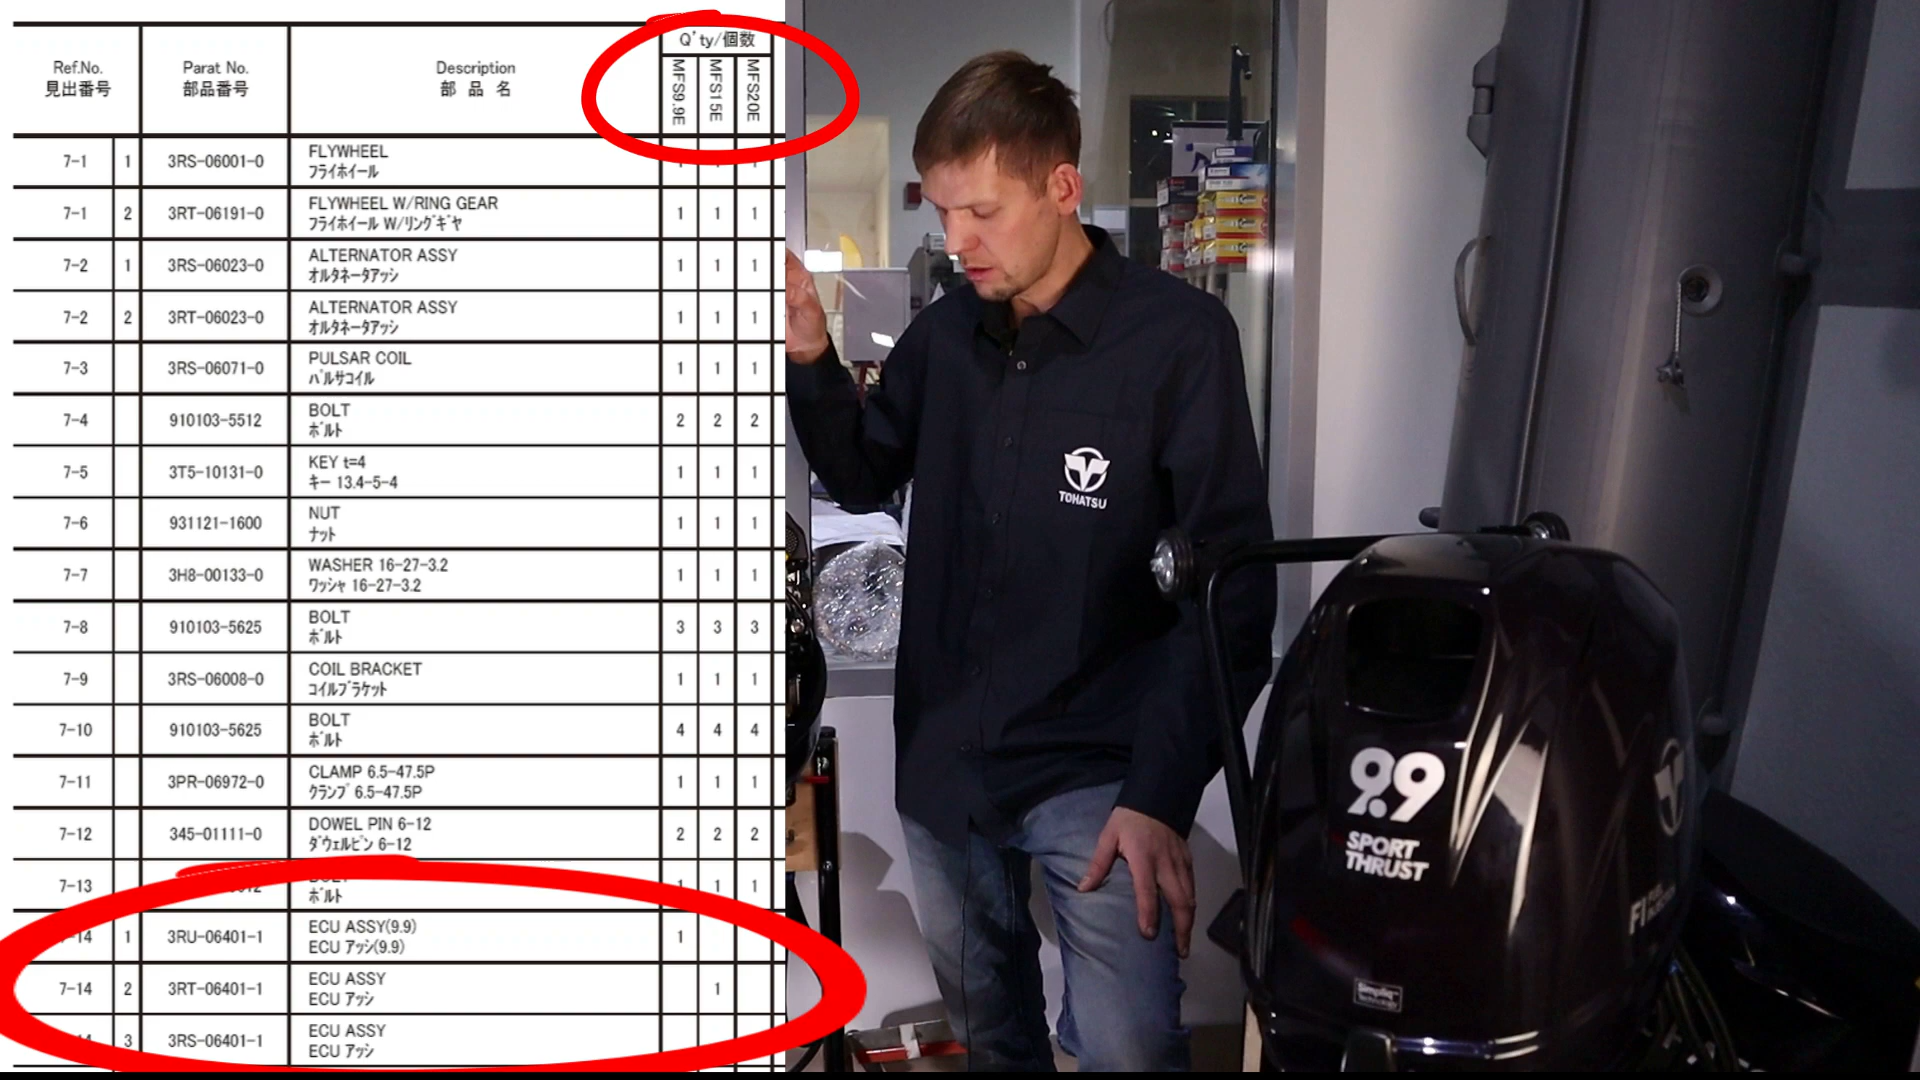 Q'ty/個数
Ref.No.
見出番号
Parat No.
部品番号
Description
部 品 名
MFS9.9E
MFS15E
MFS20E
7-1 1 3RS-06001-0 FLYWHEEL
フライホイール
7-1 2 3RT-06191-0 FLYWHEEL W/RING GEAR 1 1 1
フライホイール W/リングギヤ
7-2 1 3RS-06023-0 ALTERNATOR ASSY 1 1 1
オルタネータアッシ
7-2 2 3RT-06023-0 ALTERNATOR ASSY 1 1 1
オルタネータアッシ
7-3 3RS-06071-0 PULSAR COIL 1 1 1
パルサコイル
7-4 910103-5512 BOLT 2 2 2
ボルト
7-5 3T5-10131-0 KEY t=4 1 1 1
キー 13.4-5-4
7-6 931121-1600 NUT 1 1 1
ナット
7-7 3H8-00133-0 WASHER 16-27-3.2 1 1 1
ワッシャ 16-27-3.2
7-8 910103-5625 BOLT 3 3 3
ボルト
7-9 3RS-06008-0 COIL BRACKET 1 1 1
コイルブラケット
7-10 910103-5625 BOLT 4 4 4
ボルト
7-11 3PR-06972-0 CLAMP 6.5-47.5P 1 1 1
クランプ 6.5-47.5P
7-12 345-01111-0 DOWEL PIN 6-12 2 2 2
ダウェルピン 6-12
7-13 1 1
ボルト
1 3RU-06401-1 ECU ASSY(9.9) 1
ECU アッシ(9.9)
7-14 2 3RT-06401-1 ECU ASSY 1
ECU アッシ
3 3RS-06401-1 ECU ASSY
ECU アッシ
TOHATSU
9.9
SPORT
THRUST
FI
Simpliq
Technology